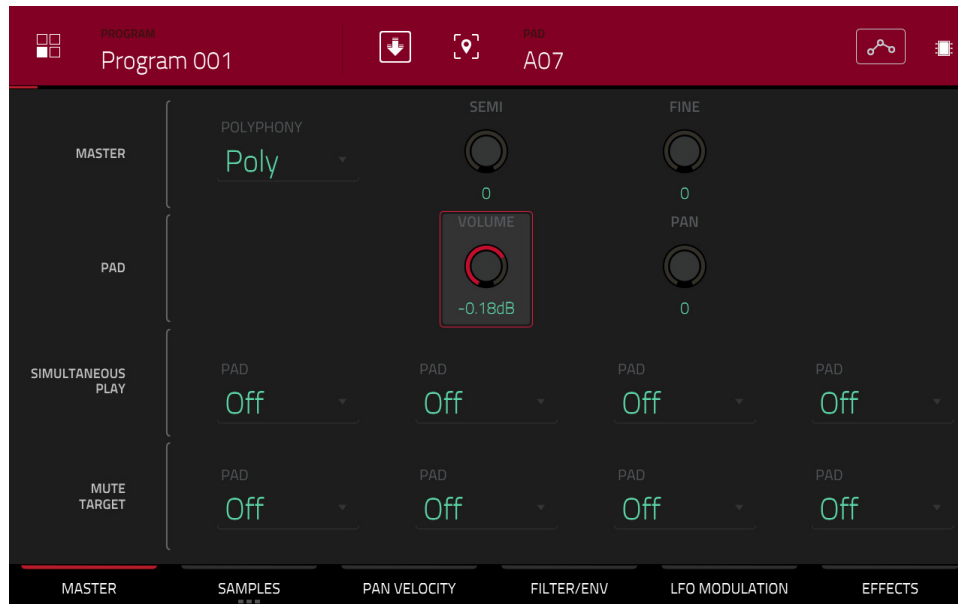 PROGRAM
Program 001
PAD
A07
MASTER
POLYPHONY
Poly
SEMI
0
FINE
0
PAD
VOLUME
-0.18dB
PAN
0
SIMULTANEOUS
PLAY
PAD
Off
PAD
Off
PAD
Off
PAD
Off
MUTE
TARGET
PAD
Off
PAD
Off
PAD
Off
PAD
Off
MASTER SAMPLES PAN VELOCITY FILTER/ENV LFO MODULATION EFFECTS